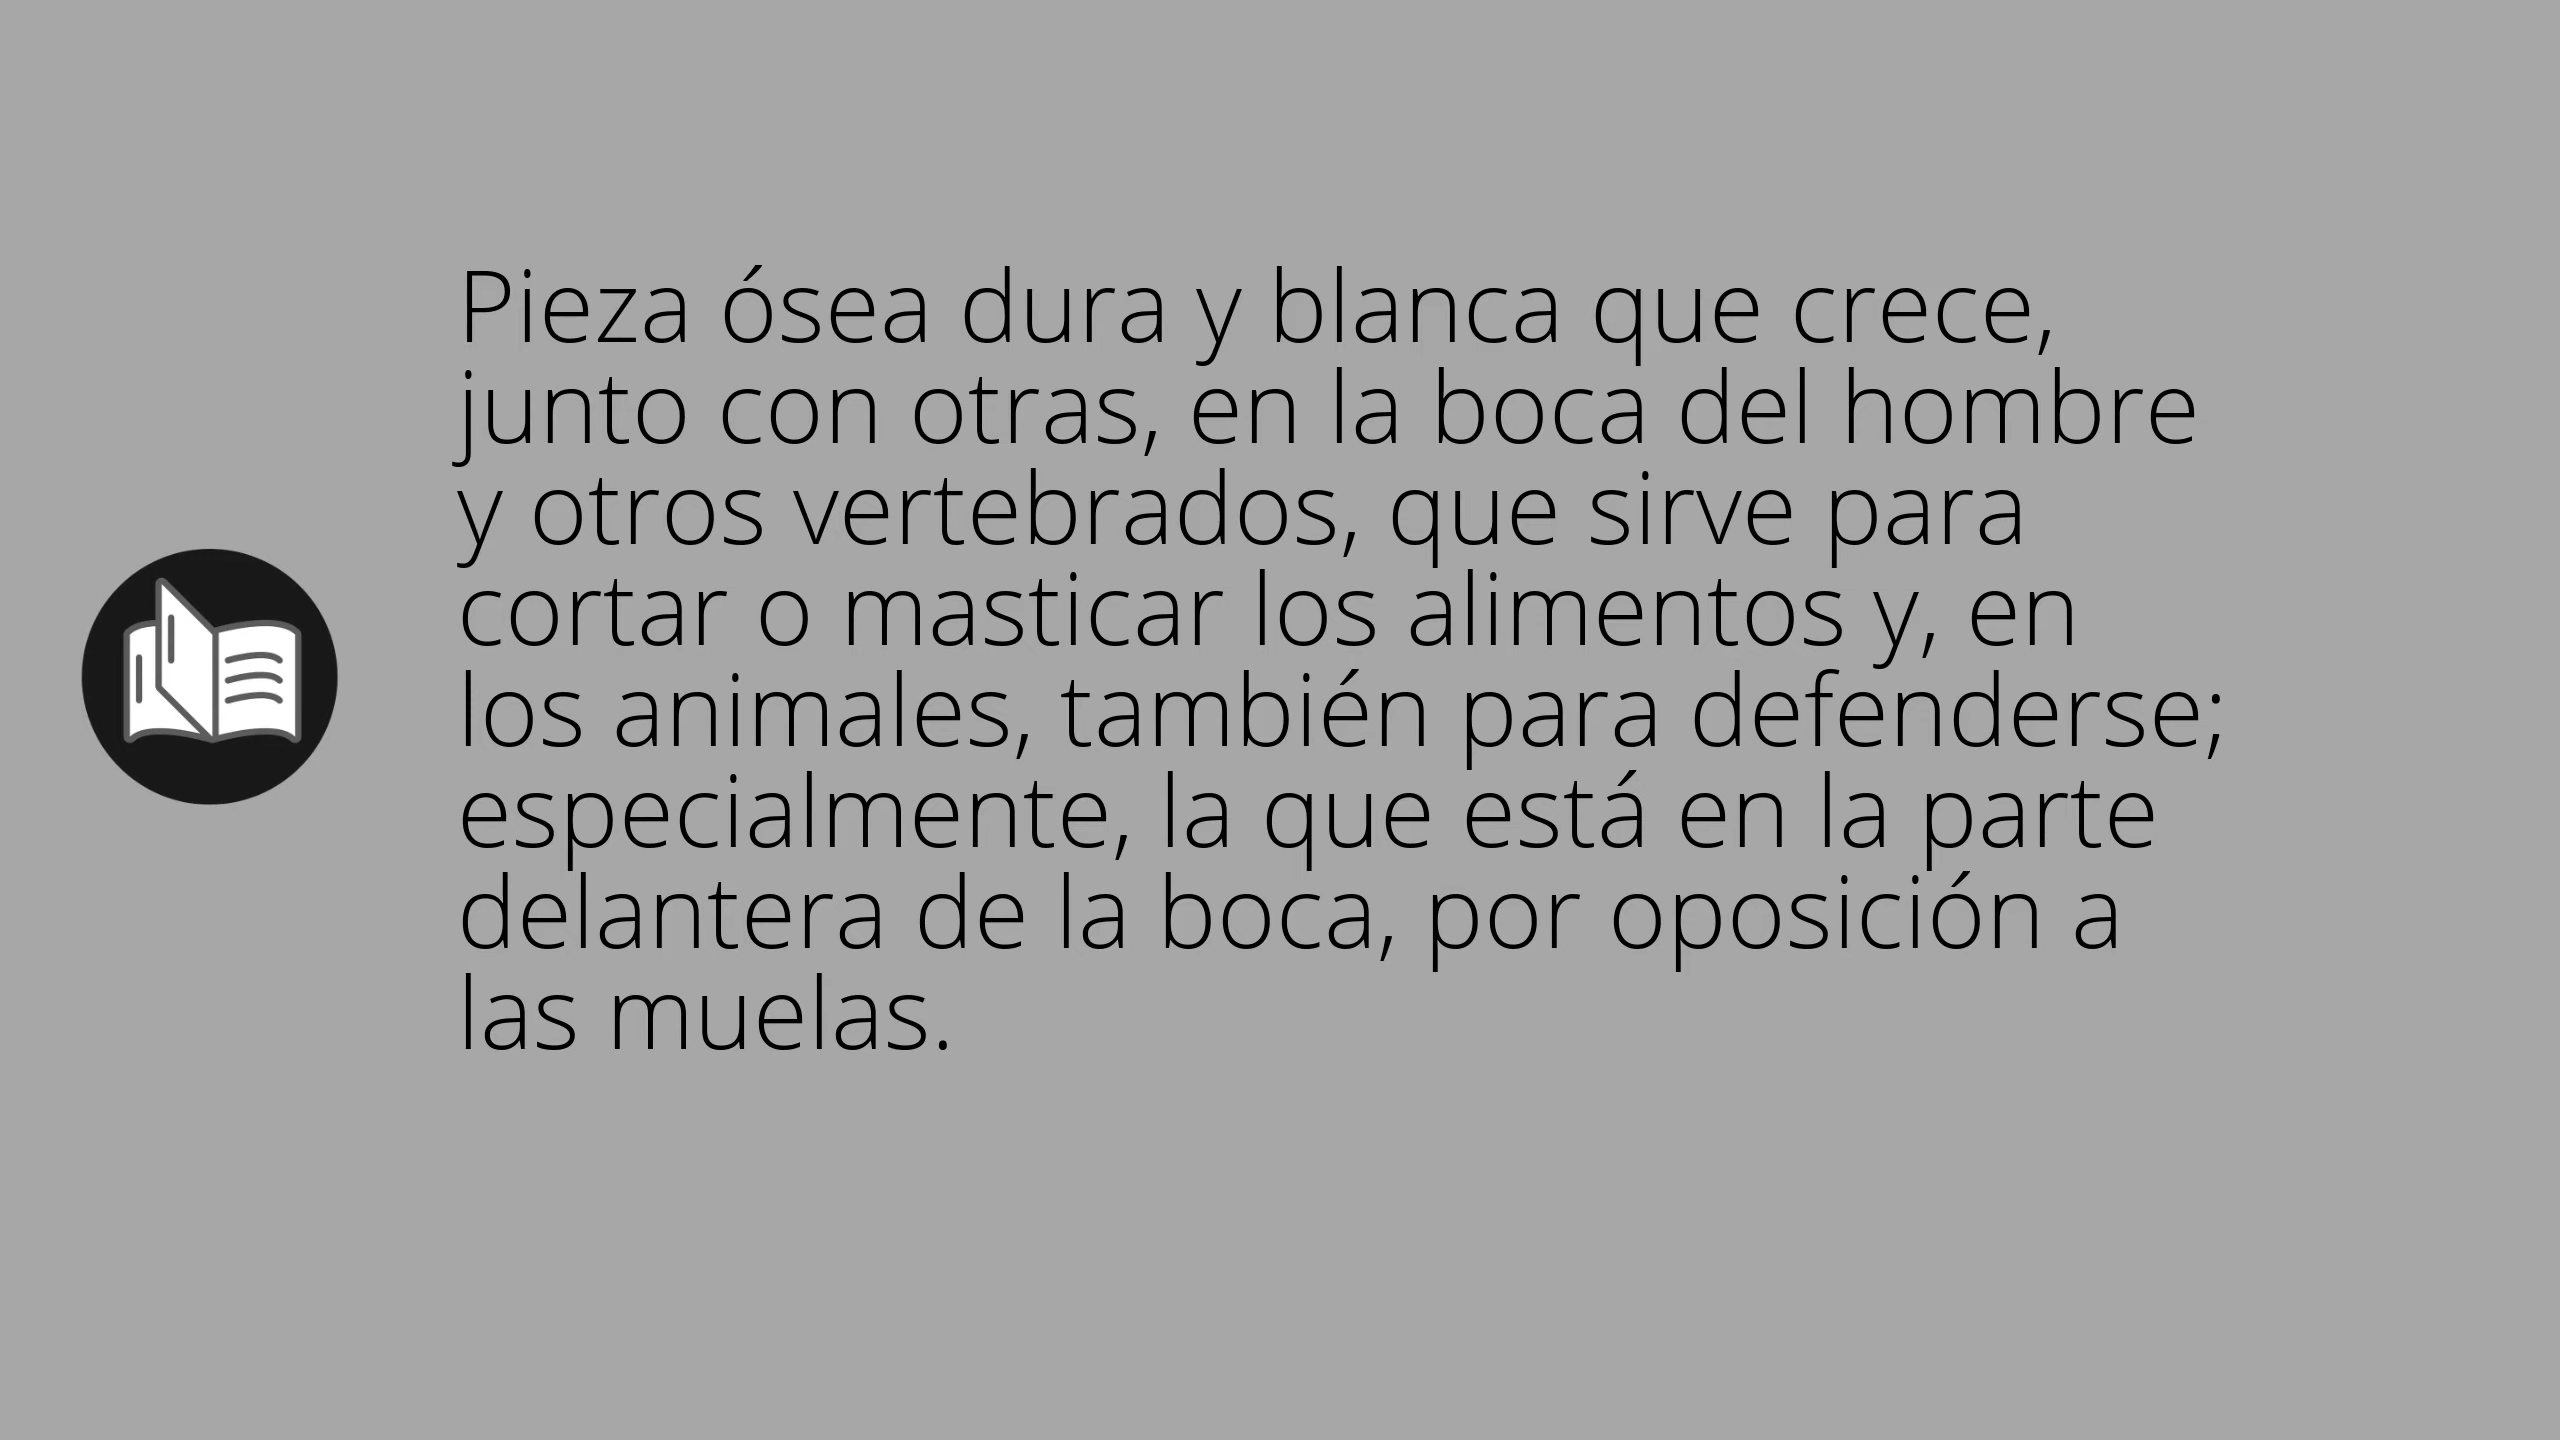 Pieza ósea dura y blanca que crece,
junto con otras, en la boca del hombre
y otros vertebrados, que sirve para
cortar o masticar los alimentos y, en
los animales, también para defenderse;
especialmente, la que está en la parte
delantera de la boca, por oposición a
las muelas.